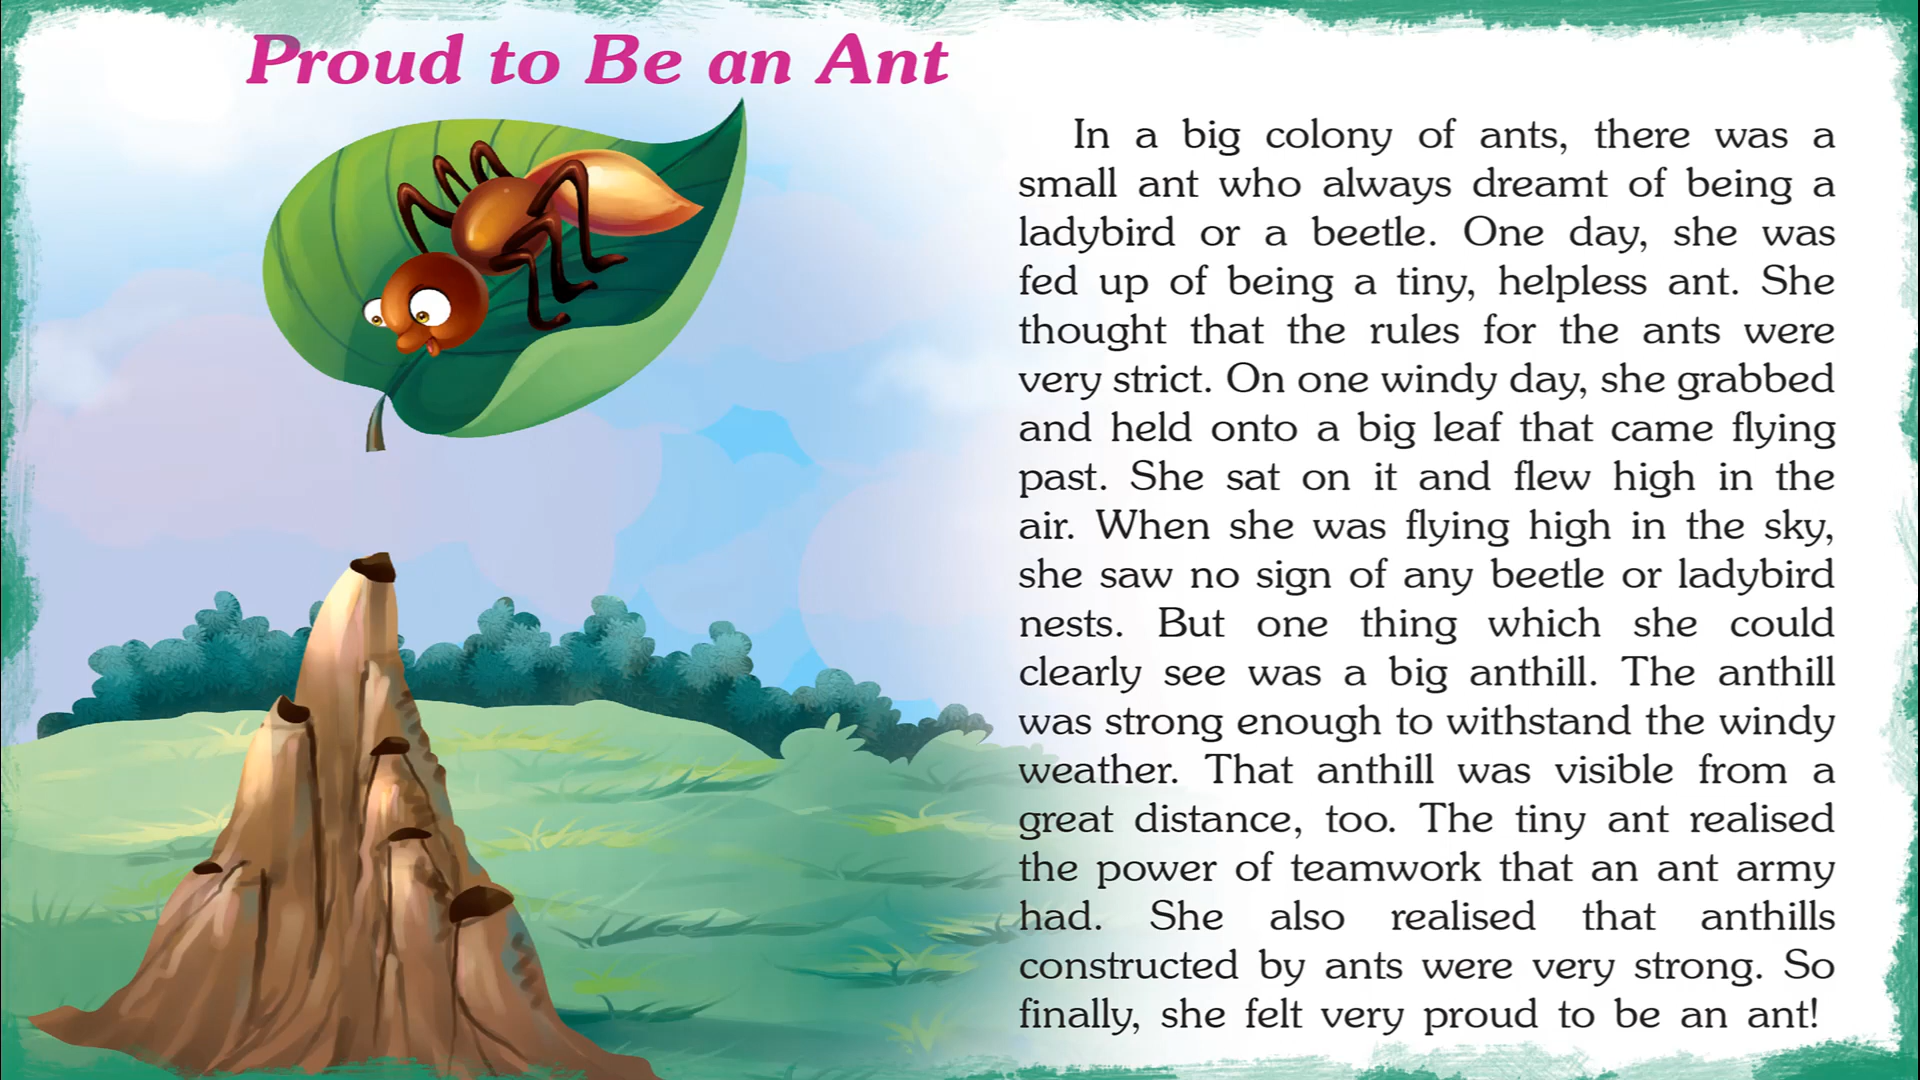 Proud to Be an Ant
In a big colony of ants, there was a
small ant who always dreamt of being a
ladybird or a beetle. One day, she was
fed up of being a tiny, helpless ant. She
thought that the rules for the ants were
very strict. On one windy day, she grabbed
and held onto a big leaf that came flying
past. She sat on it and flew high in the
air. When she was flying high in the sky,
she saw no sign of any beetle or ladybird
nests. But one thing which she could
clearly see was a big anthill. The anthill
was strong enough to withstand the windy
weather. That anthill was visible from a
great distance, too. The tiny ant realised
the power of teamwork that an ant army
had. She also realised that anthills
constructed by ants were very strong. So
finally, she felt very proud to be an ant!